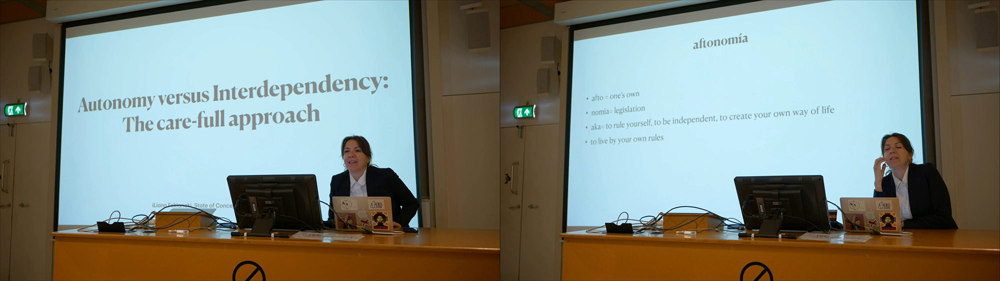 Autonomy versus Interdependency:
The care-full approach
iLiana Fokianaki, State of Conce
aftonomía
• afto = one's own
• nomia= legislation
• aka= to rule yourself, to be independent, to create your own way of life
• to live by your own rules